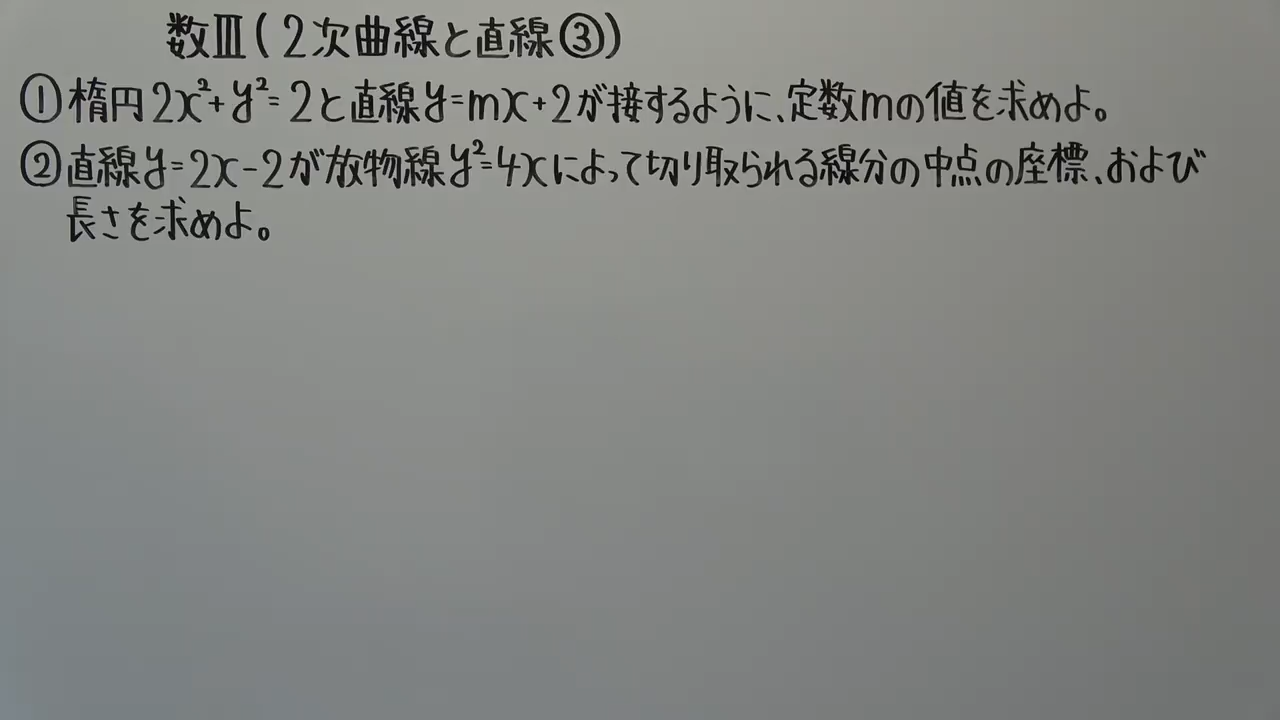 数Ⅲ(2次曲線と直線③)
①楕円2x²+y²=2と直線y=mx+2が接するように、定数mの値を求めよ。
②直線y=2x-2が放物線y²=4xによって切り取られる線分の中点の座標、および
長さを求めよ。